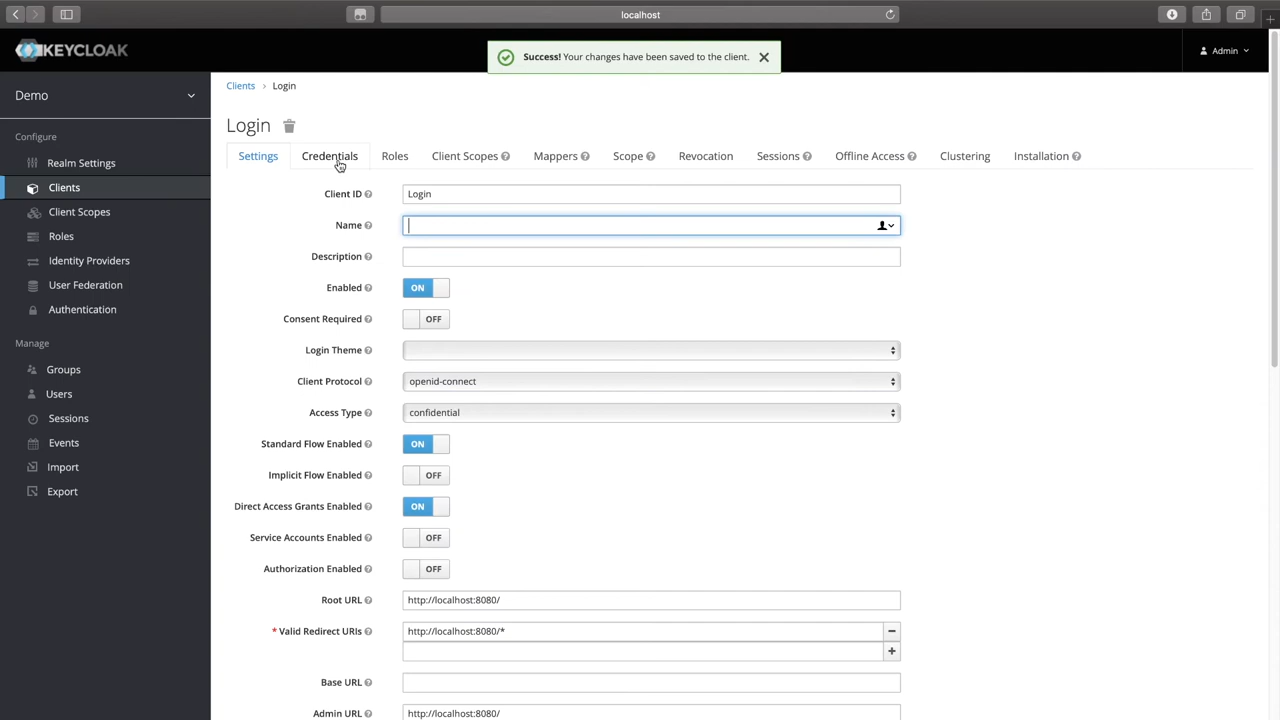 localhost
KEYCLOAK
Success! Your changes have been saved to the client.
Admin
Demo
Configure
Realm Settings
Clients
Client Scopes
Roles
Identity Providers
User Federation
Authentication
Manage
Groups
Users
Sessions
Events
Import
Export
Clients > Login
Login
Settings Credentials Roles Client Scopes Mappers Scope Revocation Sessions Offline Access Clustering Installation
Client ID Login
Name
Description
Enabled ON
Consent Required OFF
Login Theme
Client Protocol openid-connect
Access Type confidential
Standard Flow Enabled ON
Implicit Flow Enabled OFF
Direct Access Grants Enabled ON
Service Accounts Enabled OFF
Authorization Enabled OFF
Root URL http://localhost:8080/
* Valid Redirect URIs http://localhost:8080/*
Base URL
Admin URL http://localhost:8080/